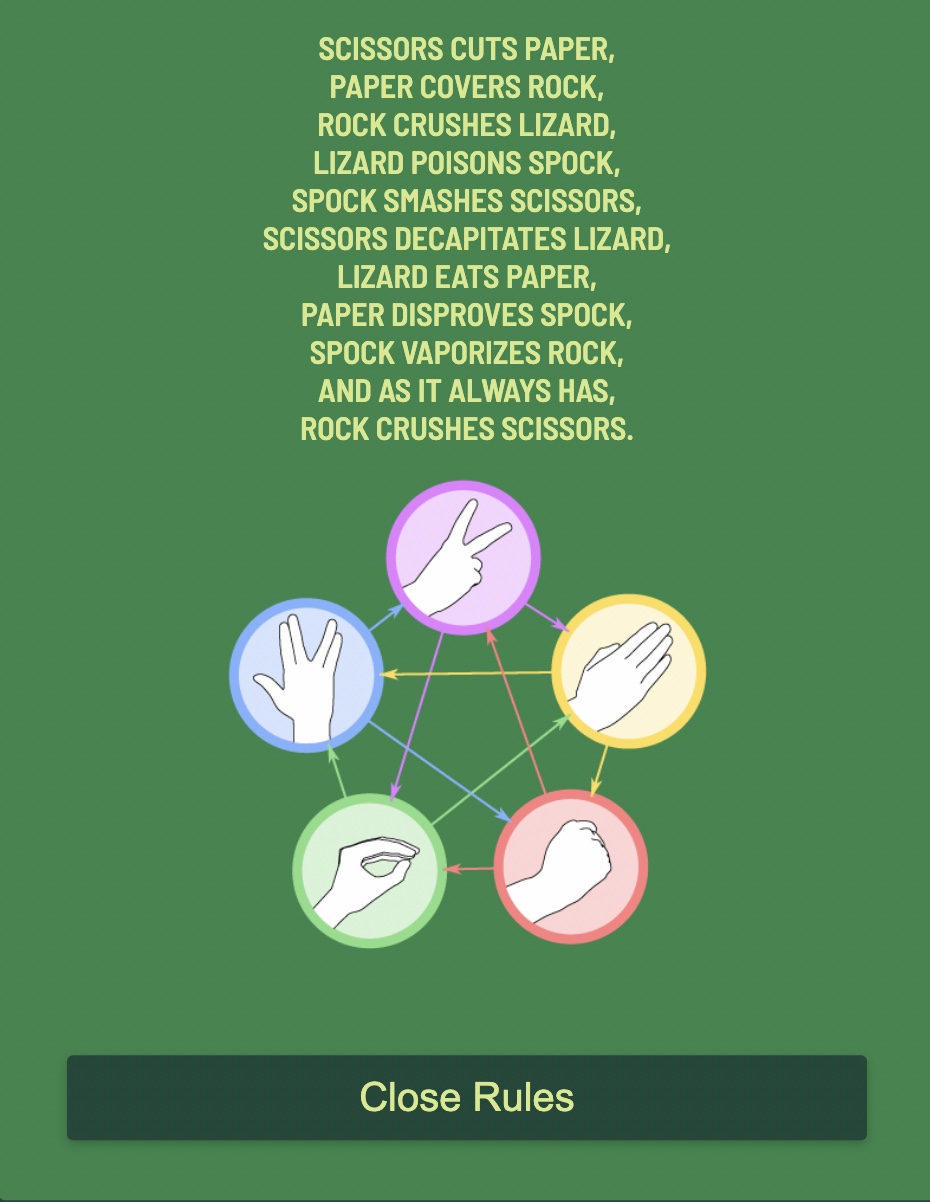 SCISSORS CUTS PAPER,
PAPER COVERS ROCK,
ROCK CRUSHES LIZARD,
LIZARD POISONS SPOCK,
SPOCK SMASHES SCISSORS,
SCISSORS DECAPITATES LIZARD,
LIZARD EATS PAPER,
PAPER DISPROVES SPOCK,
SPOCK VAPORIZES ROCK,
AND AS IT ALWAYS HAS,
ROCK CRUSHES SCISSORS.
Close Rules